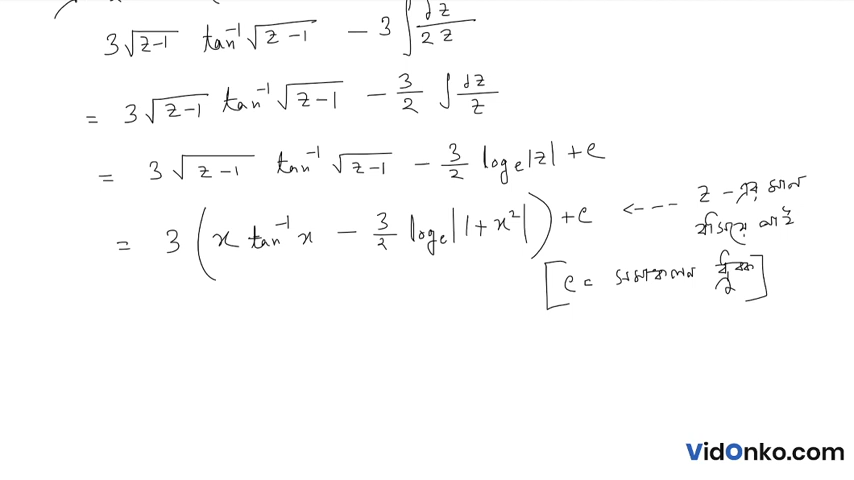 3√(z-1) tan⁻¹√(z-1) - 3∫ dz/2z
= 3√(z-1) tan⁻¹√(z-1) - 3/2 ∫ dz/z
= 3√(z-1) tan⁻¹√(z-1) - 3/2 logₑ|z| + c
= 3(x tan⁻¹x - 3/2 logₑ|1+x²|) + c <--- z-এর মান
বসিয়ে পাই
[c = সমাকলন ধ্রুবক]
VidOnko.com